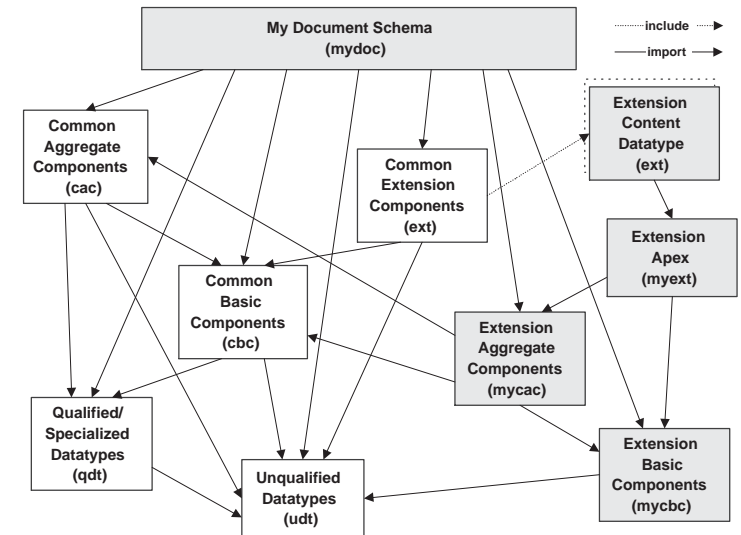 My Document Schema
(mydoc)
include
import
Extension
Content
Datatype
(ext)
Common
Aggregate
Components
(cac)
Common
Extension
Components
(ext)
Extension
Apex
(myext)
Common
Basic
Components
(cbc)
Extension
Aggregate
Components
(mycac)
Qualified/
Specialized
Datatypes
(qdt)
Unqualified
Datatypes
(udt)
Extension
Basic
Components
(mycbc)